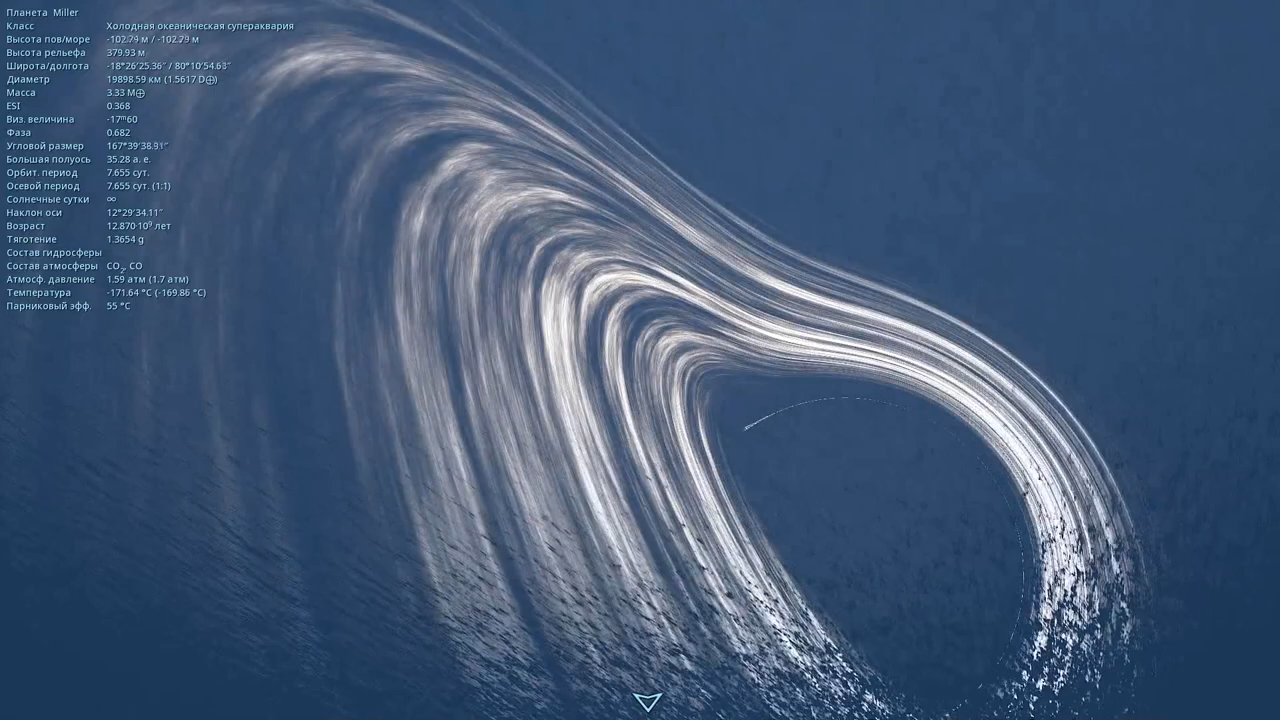 Планета Miller
Класс Холодная океаническая суперакварία
Высота пов/море -102.79 м / -102.79 м
Высота рельефа 379.93 м
Широта/долгота -18°26′25.36″ / 80°10′54.63″
Диаметр 19898.59 км (1.5617 D⊕)
Масса 3.33 M⊕
ESI 0.368
Виз. величина -17ᵐ60
Фаза 0.682
Угловой размер 167°39′38.91″
Большая полуось 35.28 а. е.
Орбит. период 7.655 сут.
Осевой период 7.655 сут. (1:1)
Солнечные сутки ∞
Наклон оси 12°29′34.11″
Возраст 12.870·10⁹ лет
Тяготение 1.3654 g
Состав гидросферы
Состав атмосферы CO₂, CO
Атмосф. давление 1.59 атм (1.7 атм)
Температура -171.64 °C (-169.86 °C)
Парниковый эфф. 55 °C